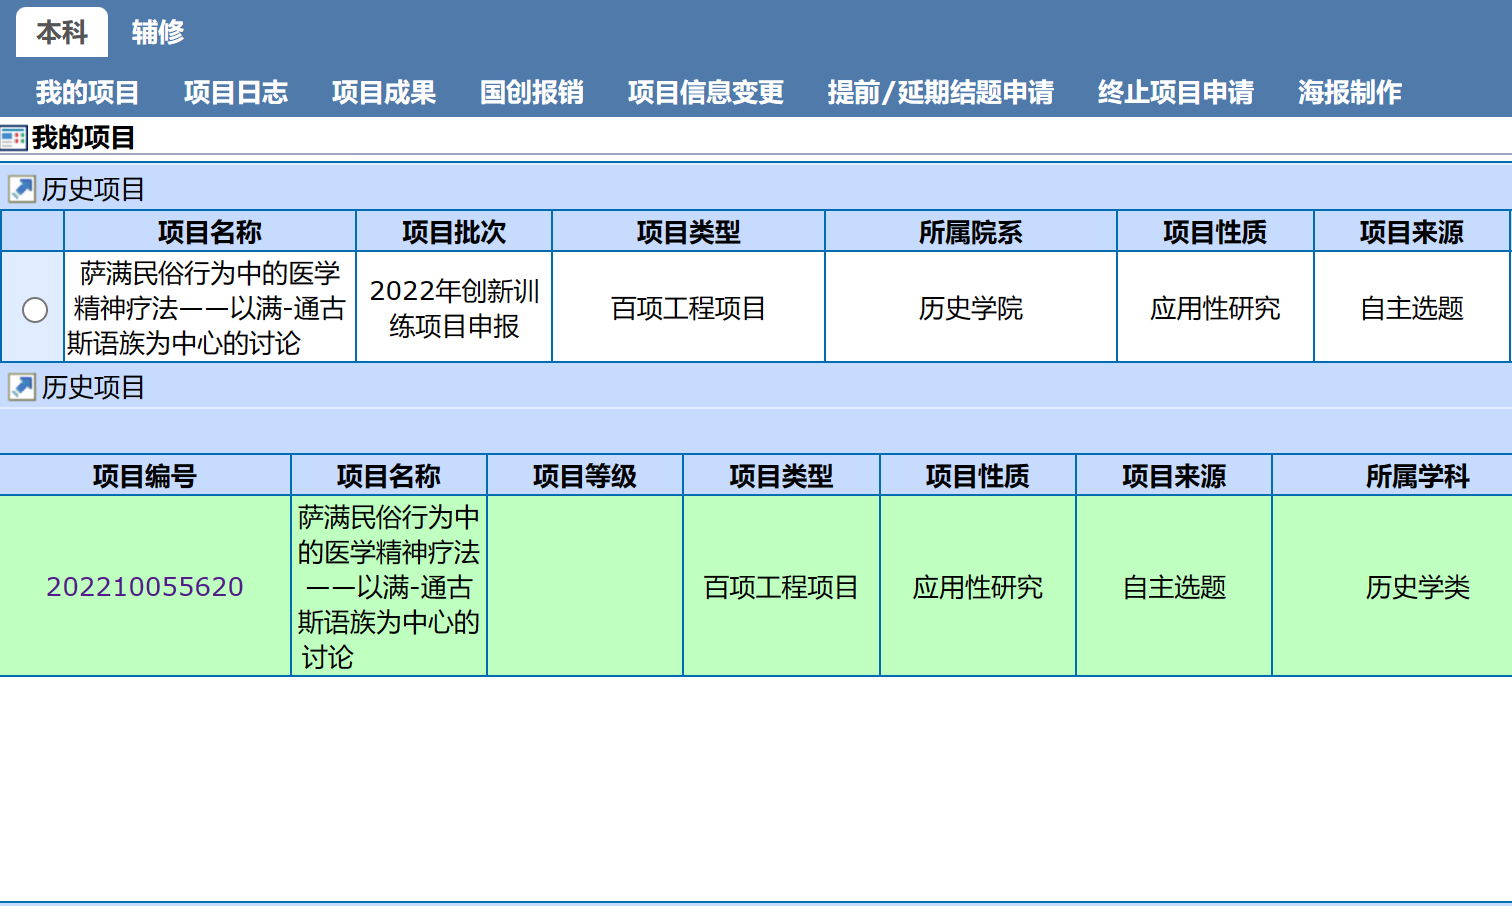 本科 辅修
我的项目 项目日志 项目成果 国创报销 项目信息变更 提前/延期结题申请 终止项目申请 海报制作
我的项目
历史项目
项目名称 项目批次 项目类型 所属院系 项目性质 项目来源
萨满民俗行为中的医学
精神疗法——以满-通古
斯语族为中心的讨论
2022年创新训
练项目申报
百项工程项目
历史学院
应用性研究
自主选题
历史项目
项目编号 项目名称 项目等级 项目类型 项目性质 项目来源 所属学科
202210055620
萨满民俗行为中
的医学精神疗法
——以满-通古
斯语族为中心的
讨论
百项工程项目
应用性研究
自主选题
历史学类